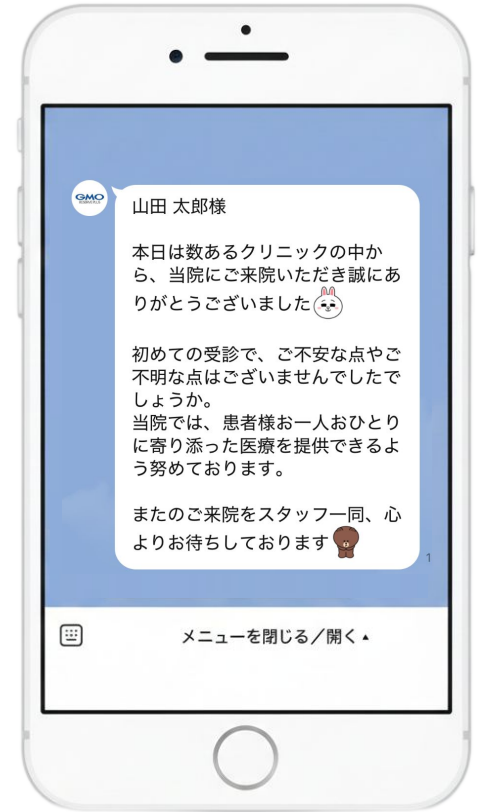 GMO
山田 太郎様
本日は数あるクリニックの中か
ら、当院にご来院いただき誠にあ
りがとうございました
初めての受診で、ご不安な点やご
不明な点はございませんでしたで
しょうか。
当院では、患者様お一人おひとり
に寄り添った医療を提供できるよ
う努めております。
またのご来院をスタッフ一同、心
よりお待ちしております
1
メニューを閉じる／開く▲